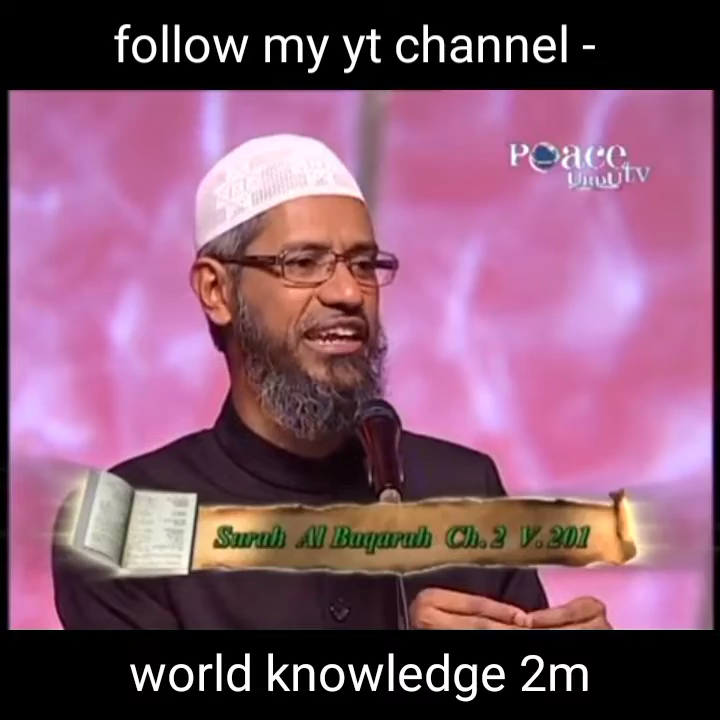 follow my yt channel -
Peace
Urdu TV
Surah Al Baqarah Ch.2 V.201
world knowledge 2m